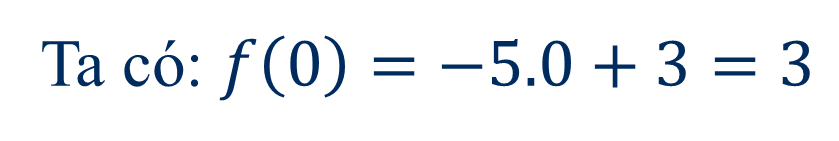 Ta có: f(0) = −5.0 + 3 = 3